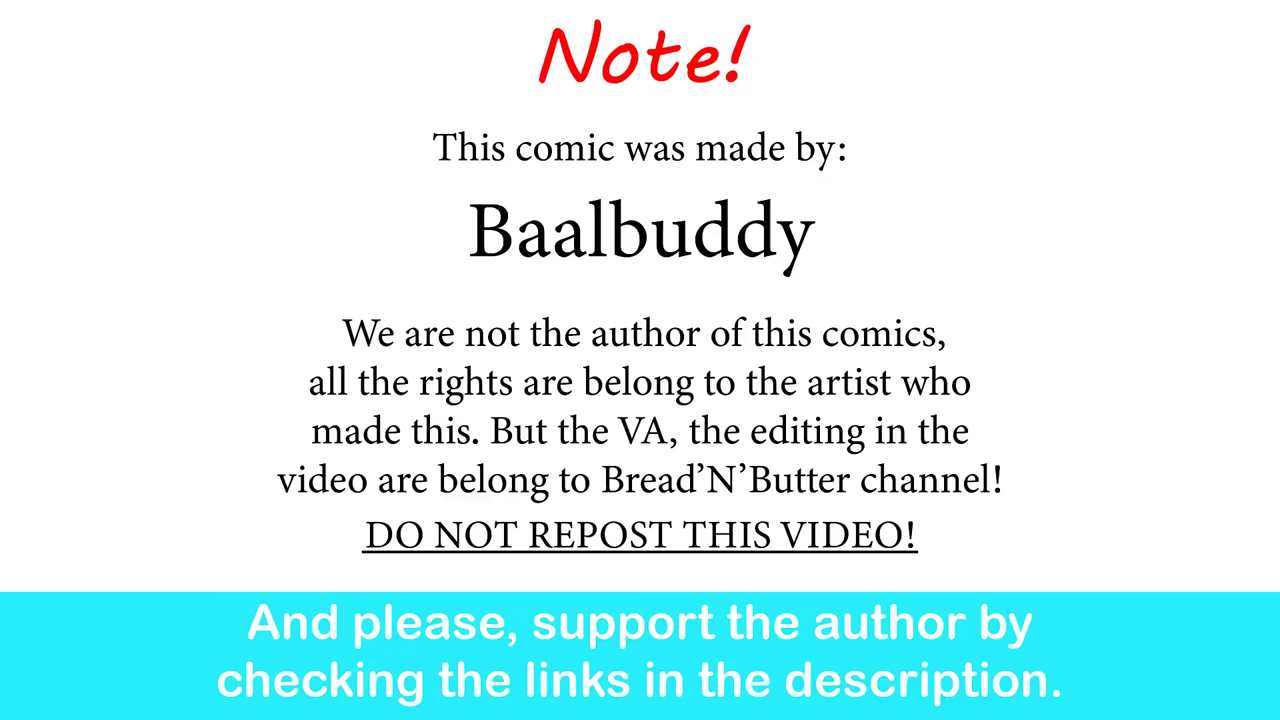 Note!
This comic was made by:
Baalbuddy
We are not the author of this comics,
all the rights are belong to the artist who
made this. But the VA, the editing in the
video are belong to Bread’N’Butter channel!
DO NOT REPOST THIS VIDEO!
And please, support the author by
checking the links in the description.